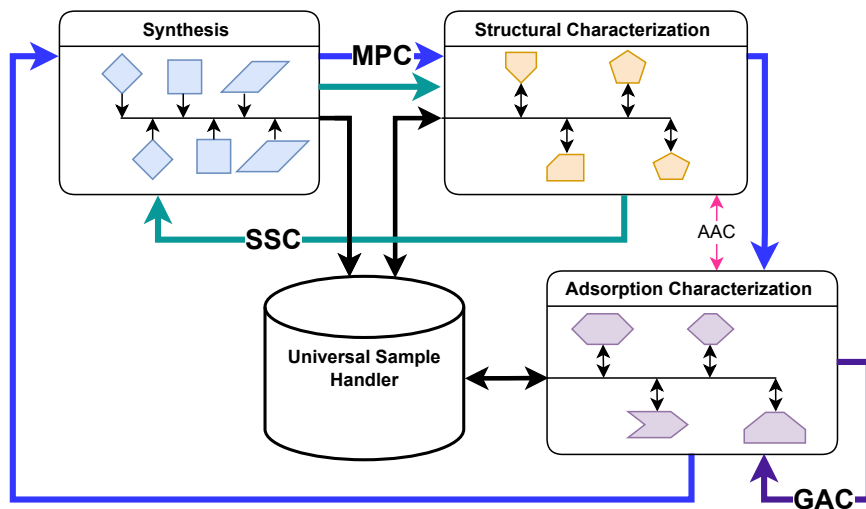 Synthesis
MPC
Structural Characterization
SSC
AAC
Adsorption Characterization
Universal Sample
Handler
GAC